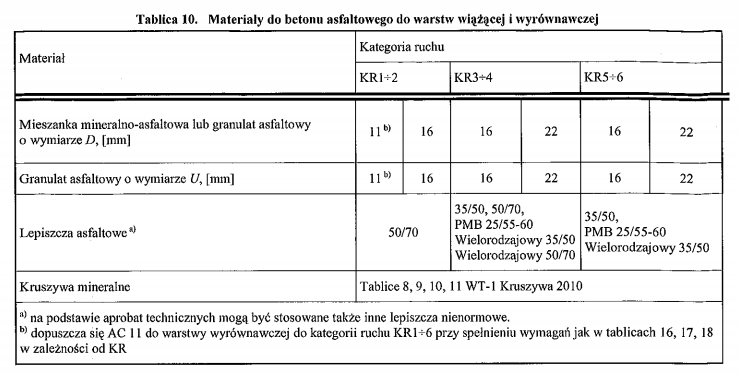 Tablica 10. Materiały do betonu asfaltowego do warstw wiążącej i wyrównawczej
Materiał
Kategoria ruchu
KR1÷2 KR3÷4 KR5÷6
Mieszanka mineralno-asfaltowa lub granulat asfaltowy
o wymiarze D, [mm]
11 b) 16 16 22 16 22
Granulat asfaltowy o wymiarze U, [mm] 11 b) 16 16 22 16 22
Lepiszcza asfaltowe a)
50/70
35/50, 50/70,
PMB 25/55-60
Wielorodzajowy 35/50
Wielorodzajowy 50/70
35/50,
PMB 25/55-60
Wielorodzajowy 35/50
Kruszywa mineralne Tablice 8, 9, 10, 11 WT-1 Kruszywa 2010
a) na podstawie aprobat technicznych mogą być stosowane także inne lepiszcza nienormowe.
b) dopuszcza się AC 11 do warstwy wyrównawczej do kategorii ruchu KR1÷6 przy spełnieniu wymagań jak w tablicach 16, 17, 18
w zależności od KR